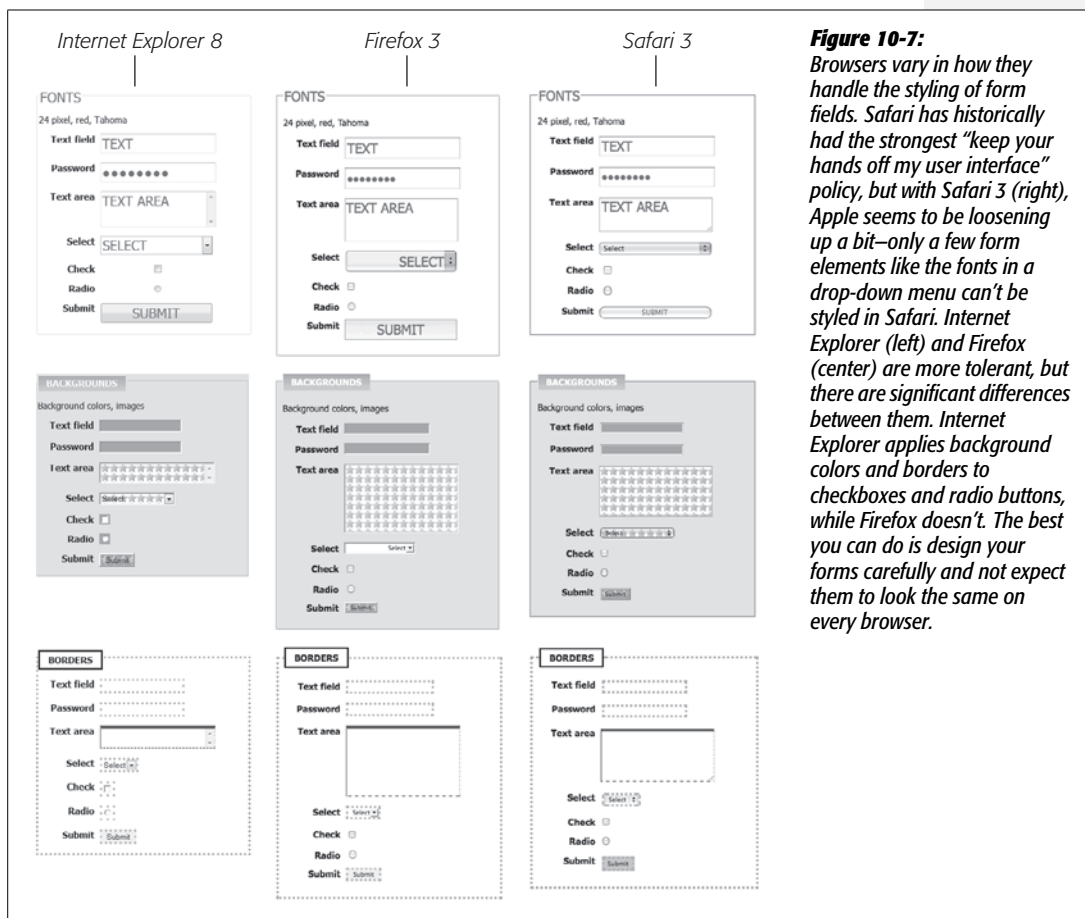 Internet Explorer 8
Firefox 3
Safari 3
FONTS
24 pixel, red, Tahoma
Text field TEXT
Password
Text area TEXT AREA
Select SELECT
Check
Radio
Submit SUBMIT
FONTS
24 pixel, red, Tahoma
Text field TEXT
Password
Text area TEXT AREA
Select SELECT
Check
Radio
Submit SUBMIT
FONTS
24 pixel, red, Tahoma
Text field TEXT
Password
Text area TEXT AREA
Select Select
Check
Radio
Submit SUBMIT
BACKGROUNDS
Background colors, images
Text field
Password
Text area
Select Select
Check
Radio
Submit Submit
BACKGROUNDS
Background colors, images
Text field
Password
Text area
Select Select
Check
Radio
Submit Submit
BACKGROUNDS
Background colors, images
Text field
Password
Text area
Select Select
Check
Radio
Submit Submit
BORDERS
Text field
Password
Text area
Select Select
Check
Radio
Submit Submit
BORDERS
Text field
Password
Text area
Select Select
Check
Radio
Submit Submit
BORDERS
Text field
Password
Text area
Select Select
Check
Radio
Submit Submit
Figure 10-7:
Browsers vary in how they
handle the styling of form
fields. Safari has historically
had the strongest “keep your
hands off my user interface”
policy, but with Safari 3 (right),
Apple seems to be loosening
up a bit—only a few form
elements like the fonts in a
drop-down menu can’t be
styled in Safari. Internet
Explorer (left) and Firefox
(center) are more tolerant, but
there are significant differences
between them. Internet
Explorer applies background
colors and borders to
checkboxes and radio buttons,
while Firefox doesn’t. The best
you can do is design your
forms carefully and not expect
them to look the same on
every browser.